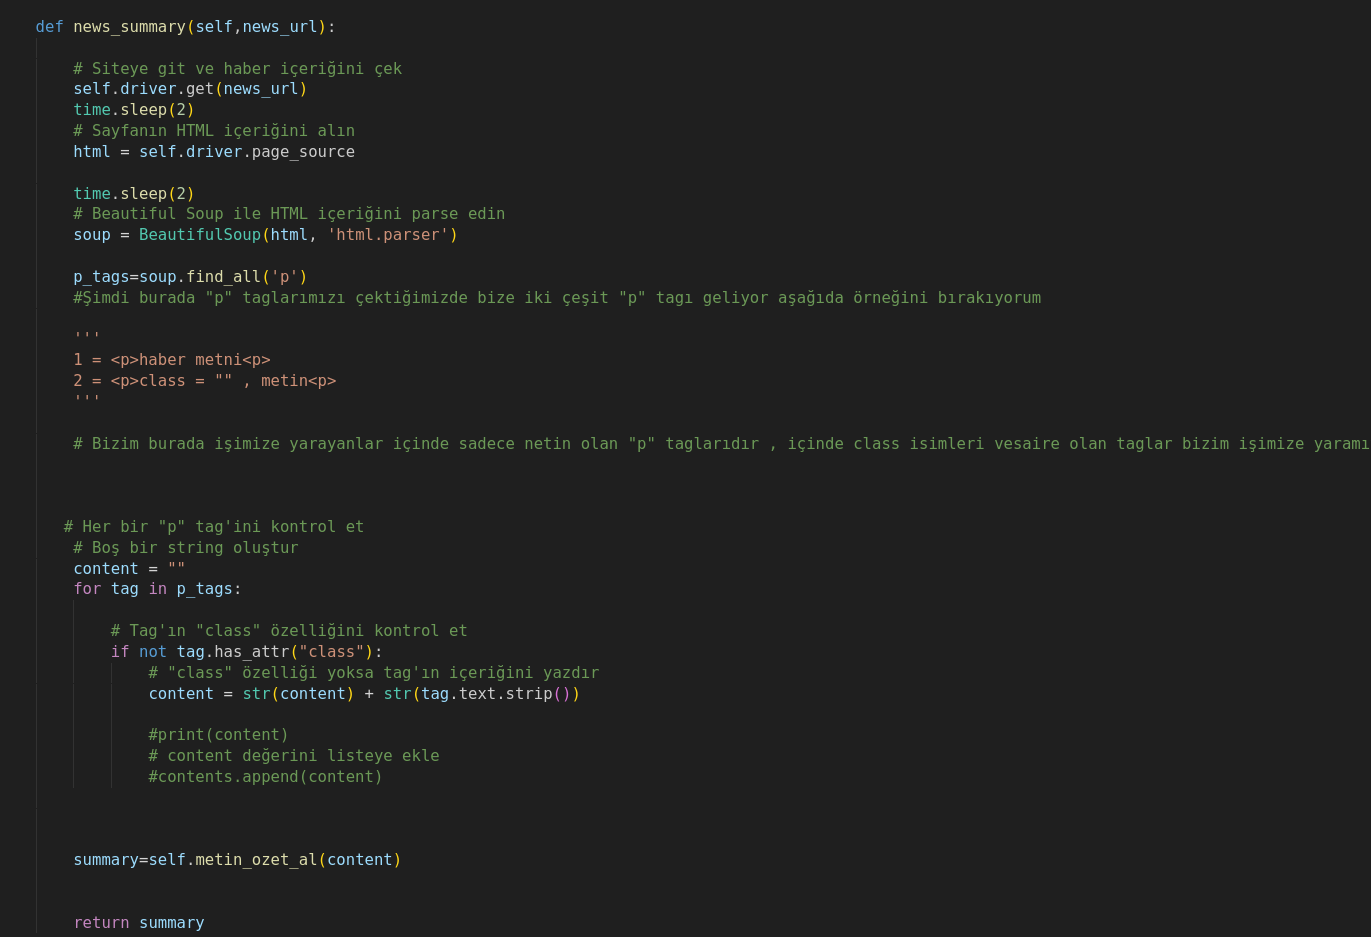 def news_summary(self,news_url):
# Siteye git ve haber içeriğini çek
self.driver.get(news_url)
time.sleep(2)
# Sayfanın HTML içeriğini alın
html = self.driver.page_source
time.sleep(2)
# Beautiful Soup ile HTML içeriğini parse edin
soup = BeautifulSoup(html, 'html.parser')
p_tags=soup.find_all('p')
#Şimdi burada "p" taglarımızı çektiğimizde bize iki çeşit "p" tagı geliyor aşağıda örneğini bırakıyorum
'''
1 = <p>haber metni<p>
2 = <p>class = "" , metin<p>
'''
# Bizim burada işimize yarayanlar içinde sadece netin olan "p" taglarıdır , içinde class isimleri vesaire olan taglar bizim işimize yaramı
# Her bir "p" tag'ini kontrol et
# Boş bir string oluştur
content = ""
for tag in p_tags:
# Tag'ın "class" özelliğini kontrol et
if not tag.has_attr("class"):
# "class" özelliği yoksa tag'ın içeriğini yazdır
content = str(content) + str(tag.text.strip())
#print(content)
# content değerini listeye ekle
#contents.append(content)
summary=self.metin_ozet_al(content)
return summary